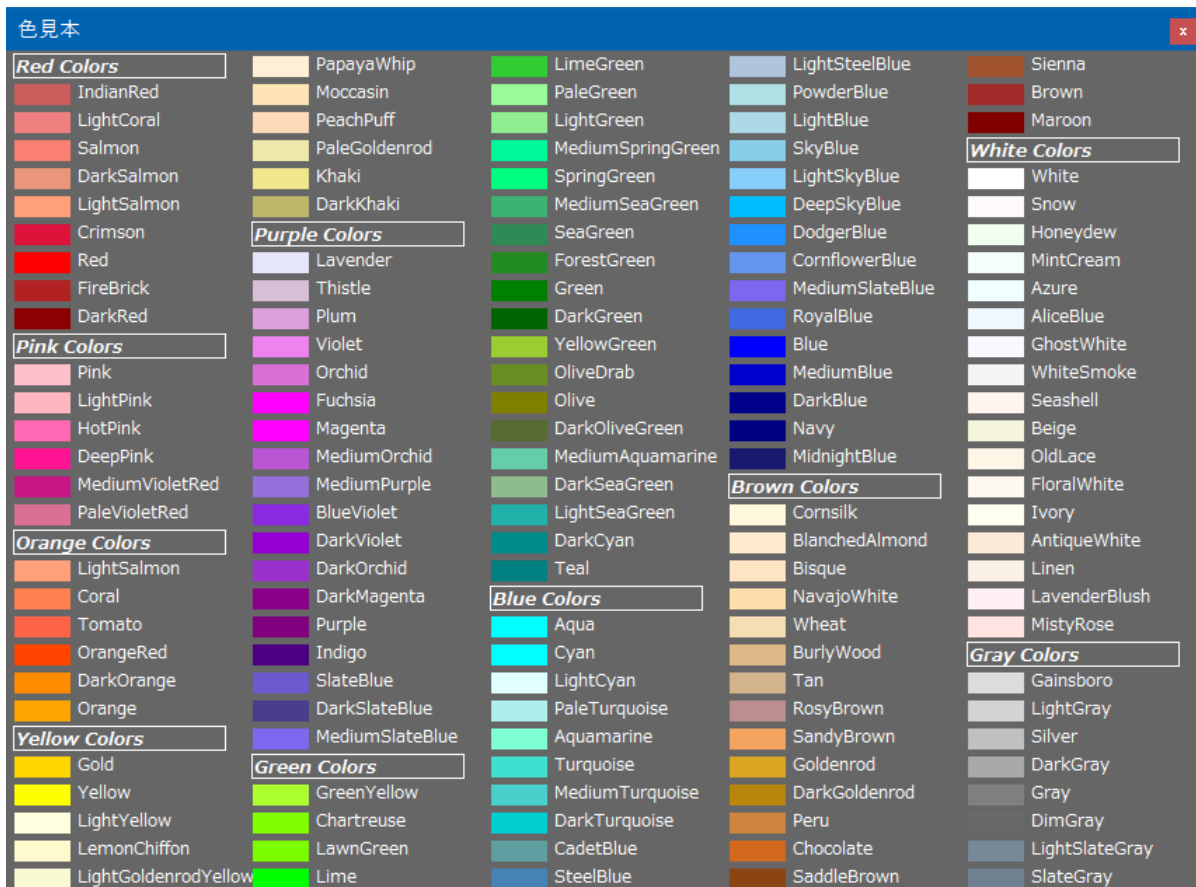 色見本
x
Red Colors
IndianRed
LightCoral
Salmon
DarkSalmon
LightSalmon
Crimson
Red
FireBrick
DarkRed
Pink Colors
Pink
LightPink
HotPink
DeepPink
MediumVioletRed
PaleVioletRed
Orange Colors
LightSalmon
Coral
Tomato
OrangeRed
DarkOrange
Orange
Yellow Colors
Gold
Yellow
LightYellow
LemonChiffon
LightGoldenrodYellow
PapayaWhip
Moccasin
PeachPuff
PaleGoldenrod
Khaki
DarkKhaki
Purple Colors
Lavender
Thistle
Plum
Violet
Orchid
Fuchsia
Magenta
MediumOrchid
MediumPurple
BlueViolet
DarkViolet
DarkOrchid
DarkMagenta
Purple
Indigo
SlateBlue
DarkSlateBlue
MediumSlateBlue
Green Colors
GreenYellow
Chartreuse
LawnGreen
Lime
LimeGreen
PaleGreen
LightGreen
MediumSpringGreen
SpringGreen
MediumSeaGreen
SeaGreen
ForestGreen
Green
DarkGreen
YellowGreen
OliveDrab
Olive
DarkOliveGreen
MediumAquamarine
DarkSeaGreen
LightSeaGreen
DarkCyan
Teal
Blue Colors
Aqua
Cyan
LightCyan
PaleTurquoise
Aquamarine
Turquoise
MediumTurquoise
DarkTurquoise
CadetBlue
SteelBlue
LightSteelBlue
PowderBlue
LightBlue
SkyBlue
LightSkyBlue
DeepSkyBlue
DodgerBlue
CornflowerBlue
MediumSlateBlue
RoyalBlue
Blue
MediumBlue
DarkBlue
Navy
MidnightBlue
Brown Colors
Cornsilk
BlanchedAlmond
Bisque
NavajoWhite
Wheat
BurlyWood
Tan
RosyBrown
SandyBrown
Goldenrod
DarkGoldenrod
Peru
Chocolate
SaddleBrown
Sienna
Brown
Maroon
White Colors
White
Snow
Honeydew
MintCream
Azure
AliceBlue
GhostWhite
WhiteSmoke
Seashell
Beige
OldLace
FloralWhite
Ivory
AntiqueWhite
Linen
LavenderBlush
MistyRose
Gray Colors
Gainsboro
LightGray
Silver
DarkGray
Gray
DimGray
LightSlateGray
SlateGray